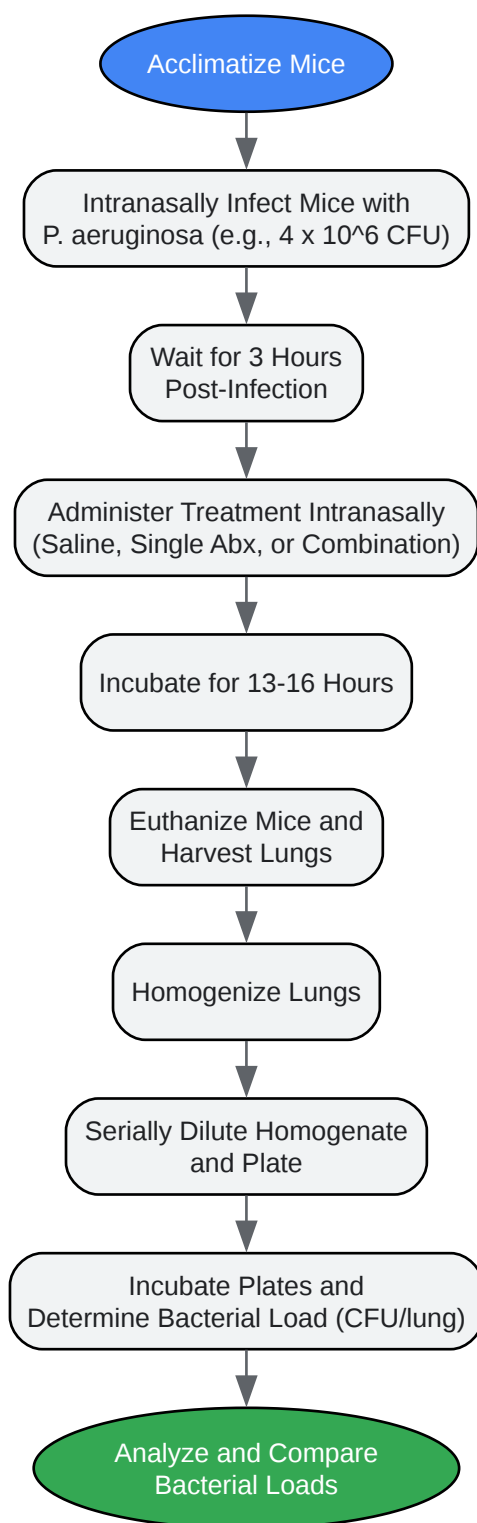 Acclimatize Mice
Intranasally Infect Mice with
P. aeruginosa (e.g., 4 x 10^6 CFU)
Wait for 3 Hours
Post-Infection
Administer Treatment Intranasally
(Saline, Single Abx, or Combination)
Incubate for 13-16 Hours
Euthanize Mice and
Harvest Lungs
Homogenize Lungs
Serially Dilute Homogenate
and Plate
Incubate Plates and
Determine Bacterial Load (CFU/lung)
Analyze and Compare
Bacterial Loads